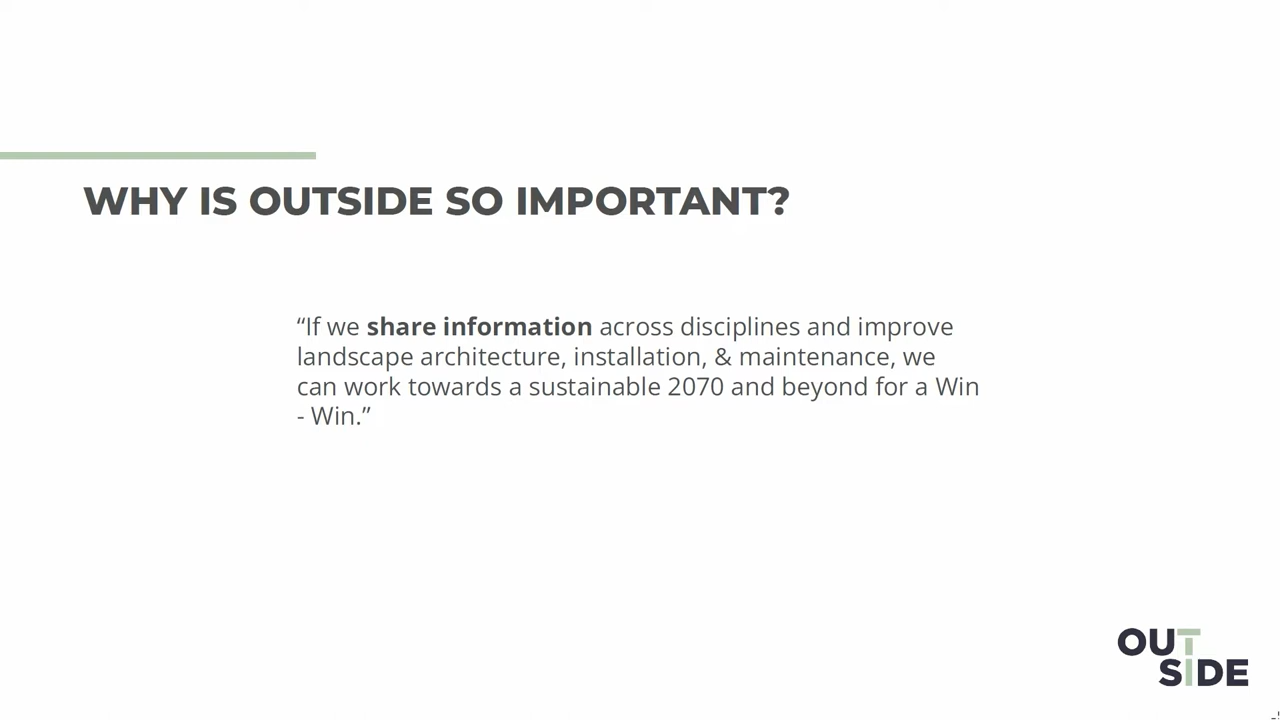 WHY IS OUTSIDE SO IMPORTANT?
“If we share information across disciplines and improve
landscape architecture, installation, & maintenance, we
can work towards a sustainable 2070 and beyond for a Win
- Win.”
OUT
SIDE